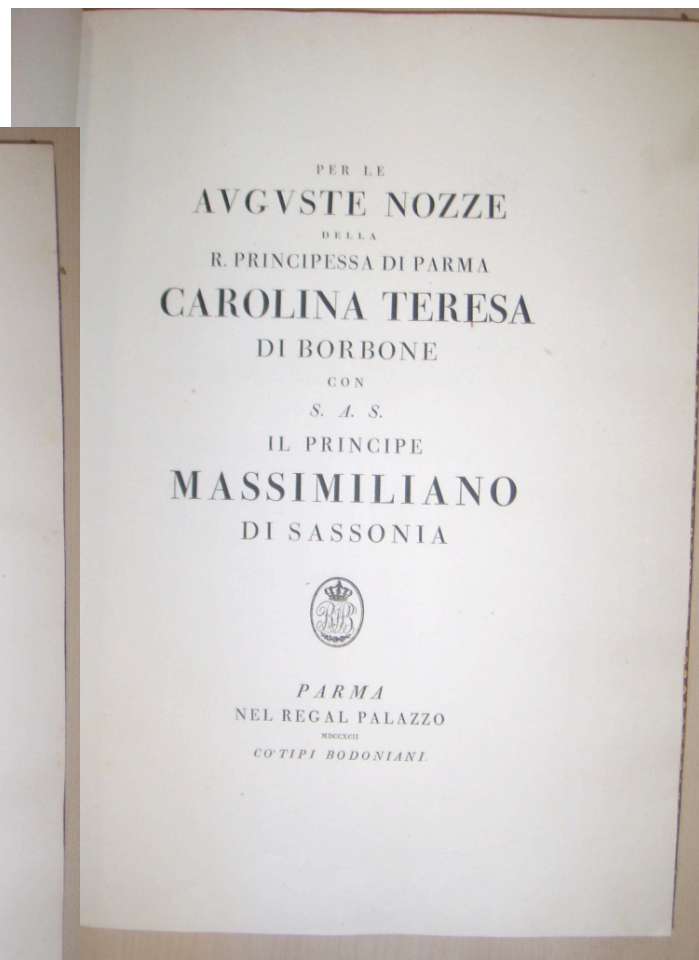 PER LE
AVGVSTE NOZZE
DELLA
R. PRINCIPESSA DI PARMA
CAROLINA TERESA
DI BORBONE
CON
S. A. S.
IL PRINCIPE
MASSIMILIANO
DI SASSONIA
PARMA
NEL REGAL PALAZZO
MDCCXCII
CO' TIPI BODONIANI.